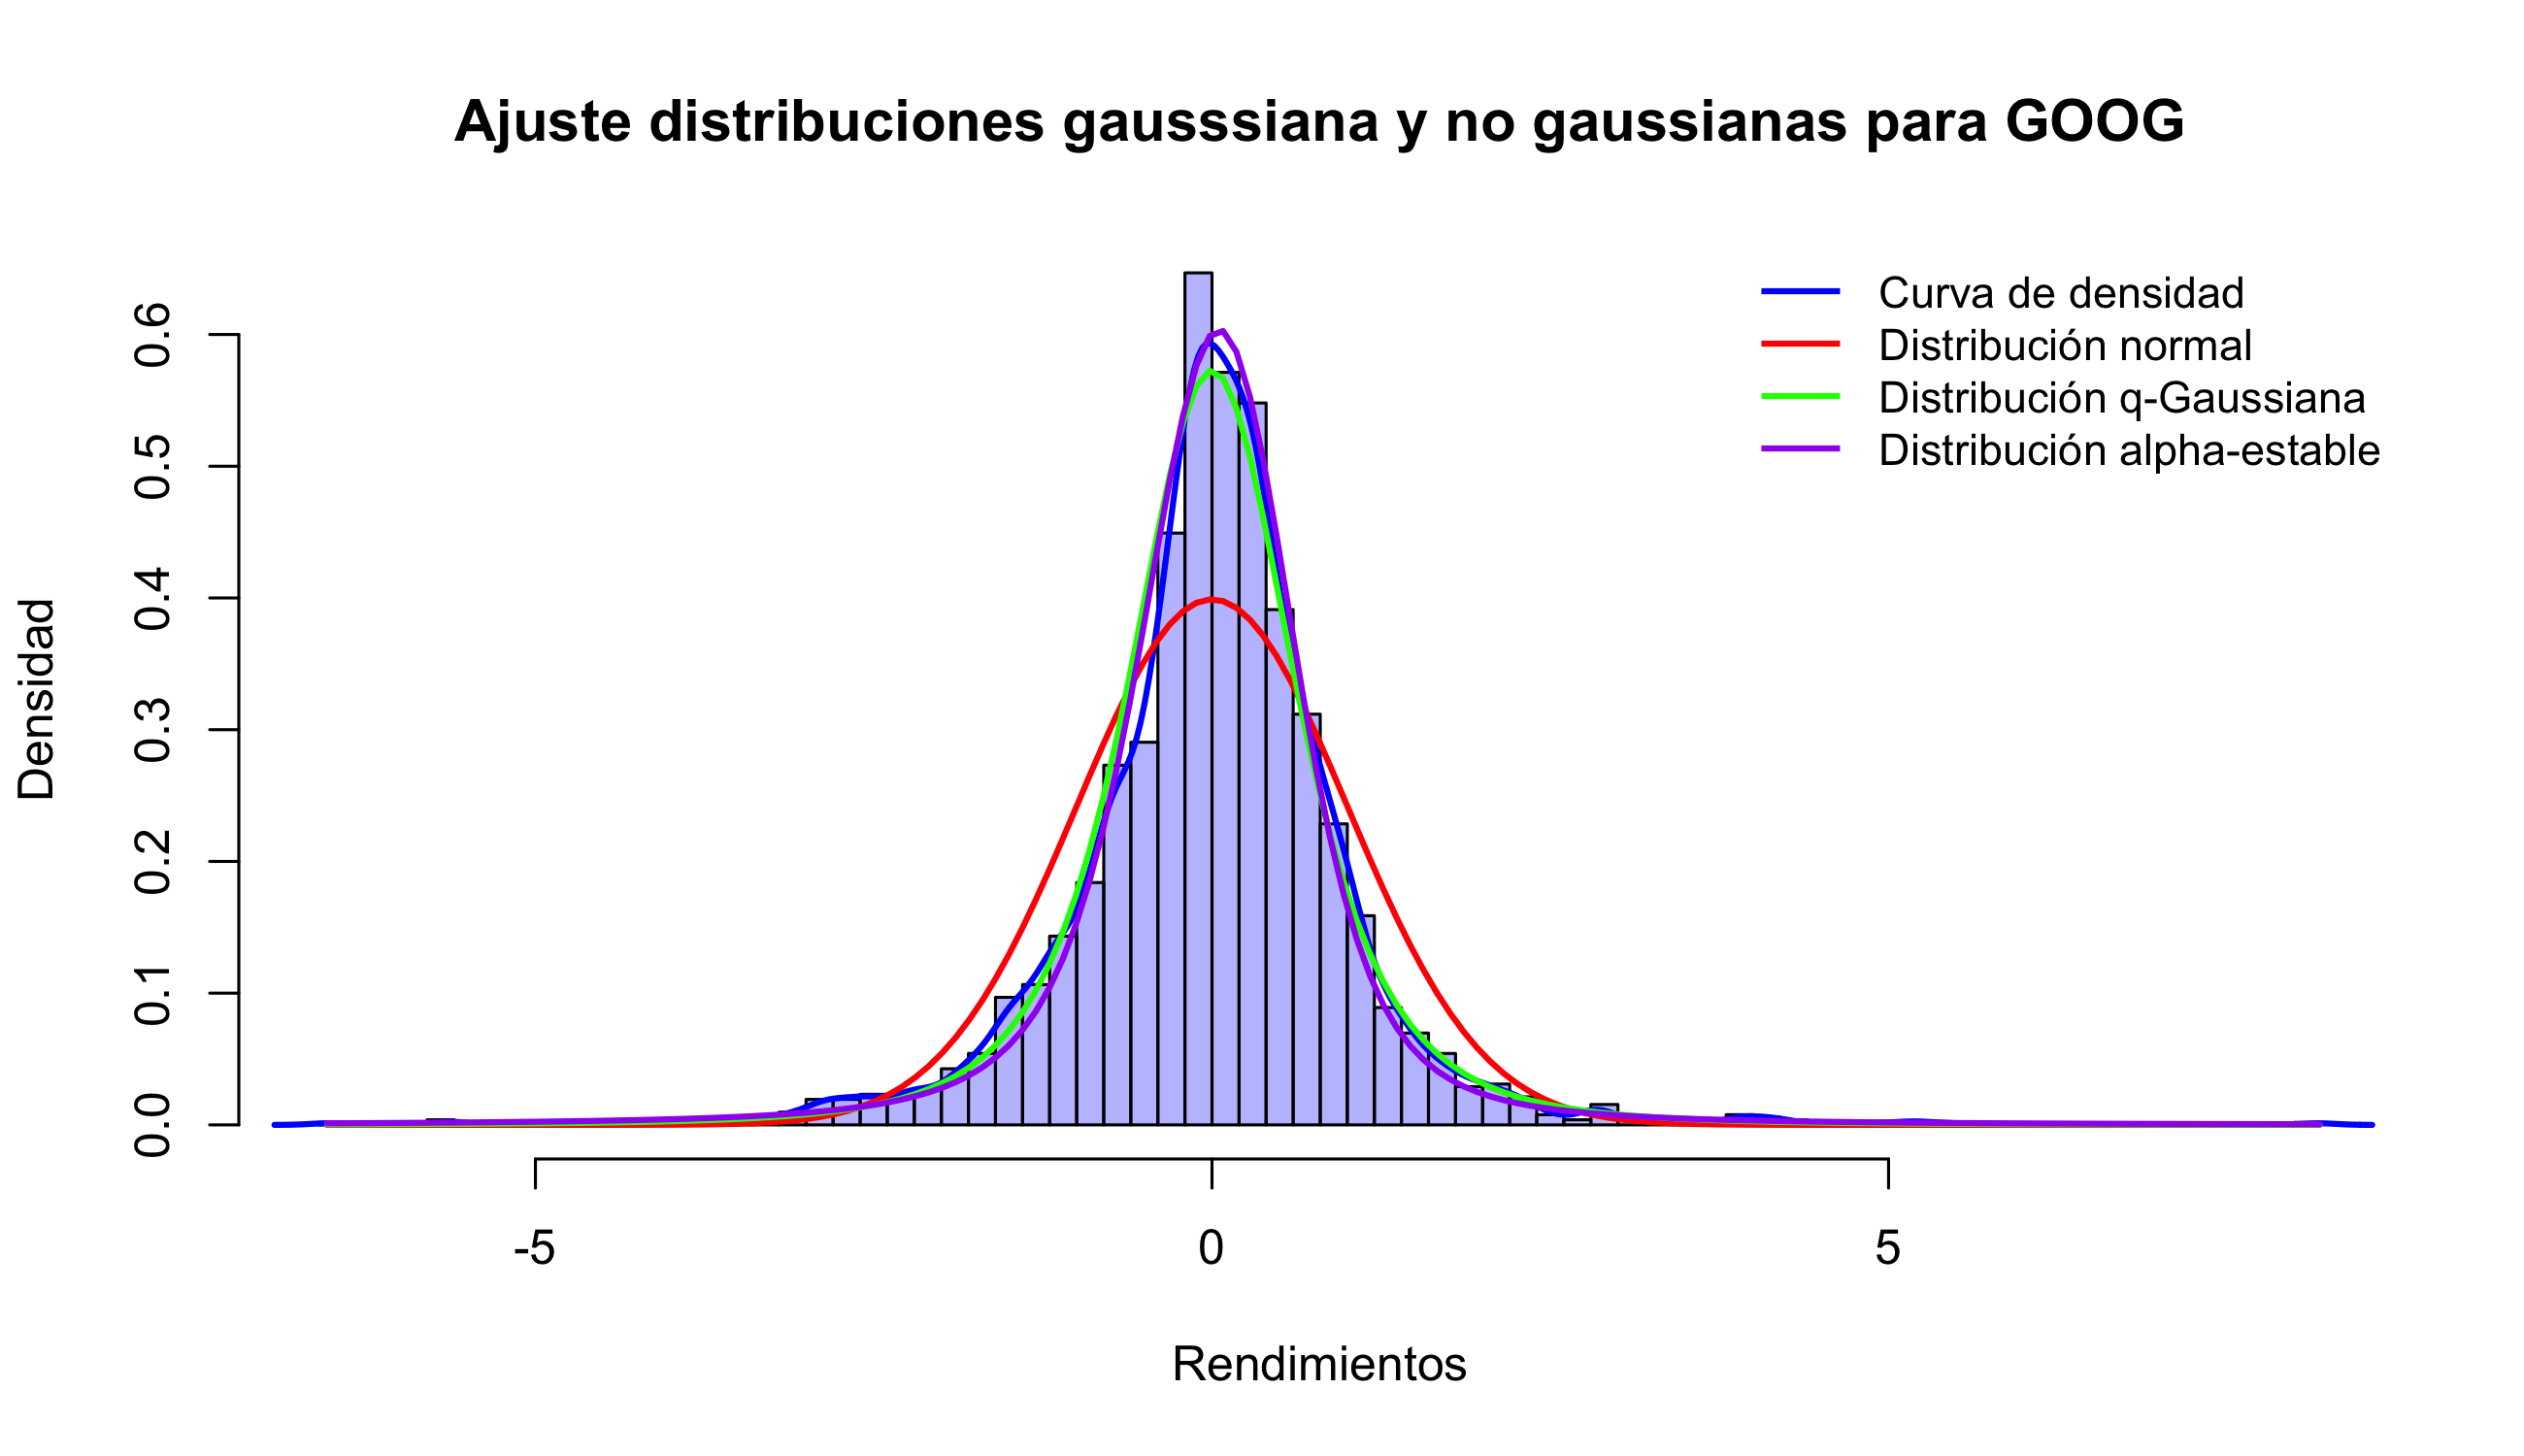 Ajuste distribuciones gausssiana y no gaussianas para GOOG
Curva de densidad
Distribución normal
Distribución q-Gaussiana
Distribución alpha-estable
Densidad
0.6
0.5
0.4
0.3
0.2
0.1
0.0
-5 0 5
Rendimientos